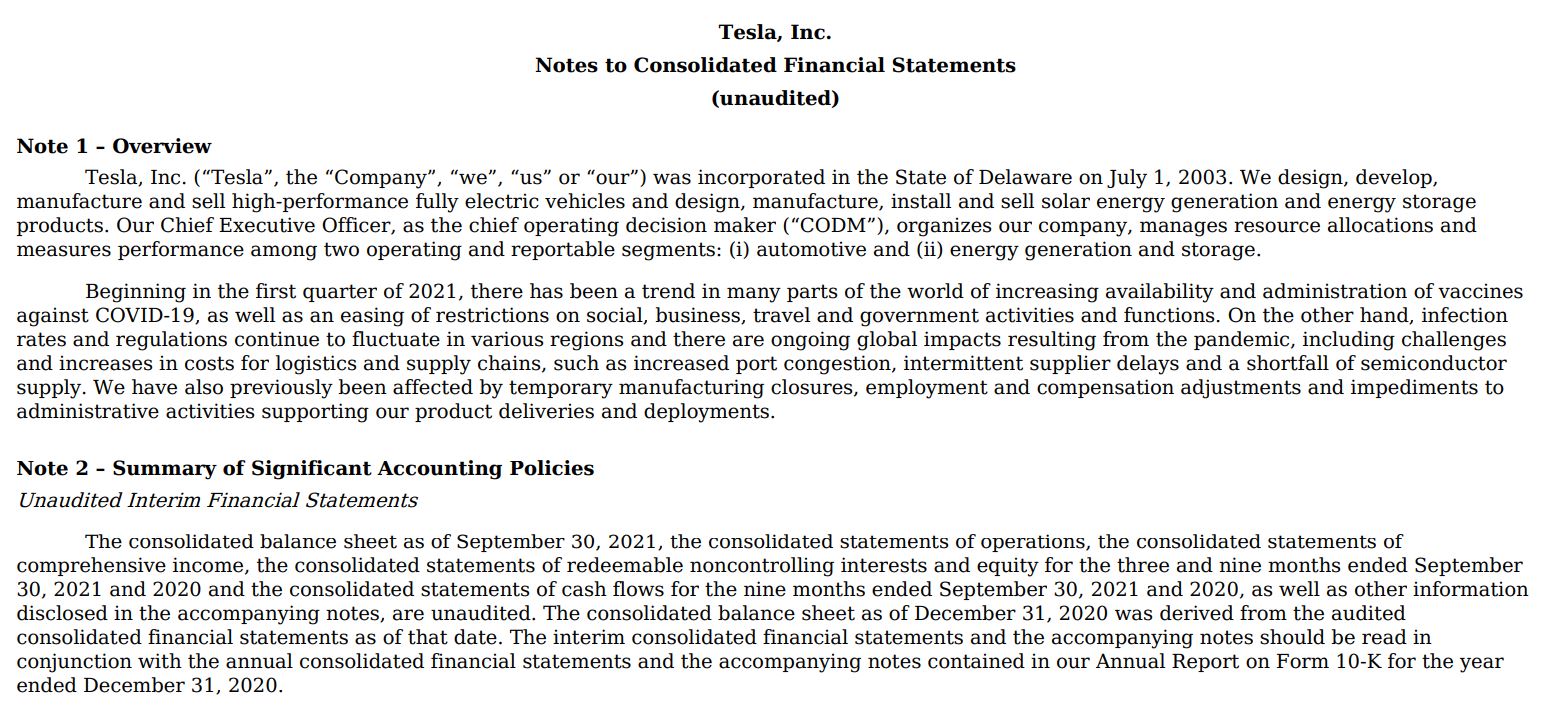 Tesla, Inc.
Notes to Consolidated Financial Statements
(unaudited)
Note 1 – Overview
Tesla, Inc. (“Tesla”, the “Company”, “we”, “us” or “our”) was incorporated in the State of Delaware on July 1, 2003. We design, develop,
manufacture and sell high-performance fully electric vehicles and design, manufacture, install and sell solar energy generation and energy storage
products. Our Chief Executive Officer, as the chief operating decision maker (“CODM”), organizes our company, manages resource allocations and
measures performance among two operating and reportable segments: (i) automotive and (ii) energy generation and storage.
Beginning in the first quarter of 2021, there has been a trend in many parts of the world of increasing availability and administration of vaccines
against COVID-19, as well as an easing of restrictions on social, business, travel and government activities and functions. On the other hand, infection
rates and regulations continue to fluctuate in various regions and there are ongoing global impacts resulting from the pandemic, including challenges
and increases in costs for logistics and supply chains, such as increased port congestion, intermittent supplier delays and a shortfall of semiconductor
supply. We have also previously been affected by temporary manufacturing closures, employment and compensation adjustments and impediments to
administrative activities supporting our product deliveries and deployments.
Note 2 – Summary of Significant Accounting Policies
Unaudited Interim Financial Statements
The consolidated balance sheet as of September 30, 2021, the consolidated statements of operations, the consolidated statements of
comprehensive income, the consolidated statements of redeemable noncontrolling interests and equity for the three and nine months ended September
30, 2021 and 2020 and the consolidated statements of cash flows for the nine months ended September 30, 2021 and 2020, as well as other information
disclosed in the accompanying notes, are unaudited. The consolidated balance sheet as of December 31, 2020 was derived from the audited
consolidated financial statements as of that date. The interim consolidated financial statements and the accompanying notes should be read in
conjunction with the annual consolidated financial statements and the accompanying notes contained in our Annual Report on Form 10-K for the year
ended December 31, 2020.